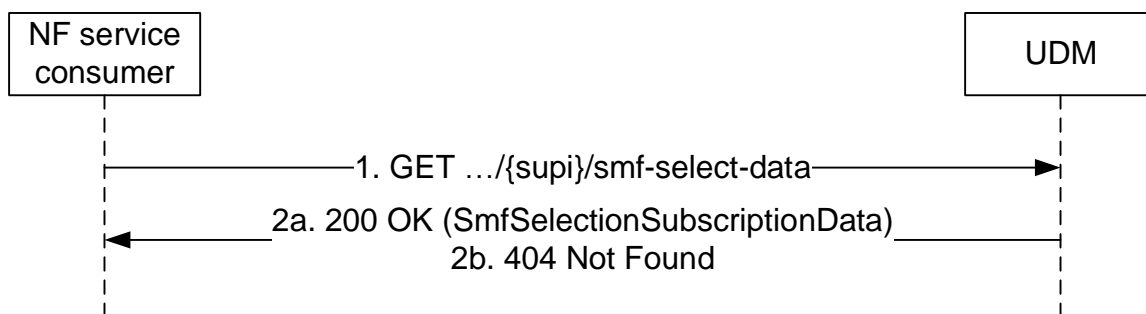 NF service
consumer
UDM
1. GET …/{supi}/smf-select-data
2a. 200 OK (SmfSelectionSubscriptionData)
2b. 404 Not Found